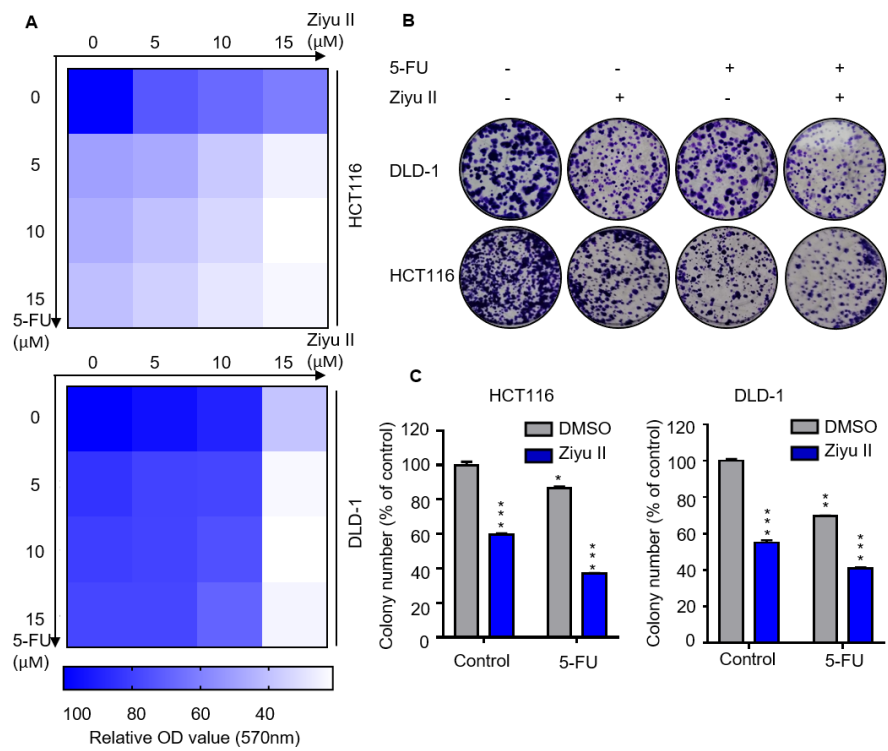 A
Ziyu II
(μM)
0 5 10 15
0
5
10
15
5-FU
(μM)
HCT116
Ziyu II
(μM)
0 5 10 15
0
5
10
15
5-FU
(μM)
DLD-1
100 80 60 40
Relative OD value (570nm)
B
5-FU - - + +
Ziyu II - + - +
DLD-1
HCT116
C
HCT116
DMSO
Ziyu II
Colony number (% of control)
120
100
80
60
40
20
0
***
*
***
Control 5-FU
DLD-1
DMSO
Ziyu II
Colony number (% of control)
120
100
80
60
40
20
0
***
**
***
Control 5-FU